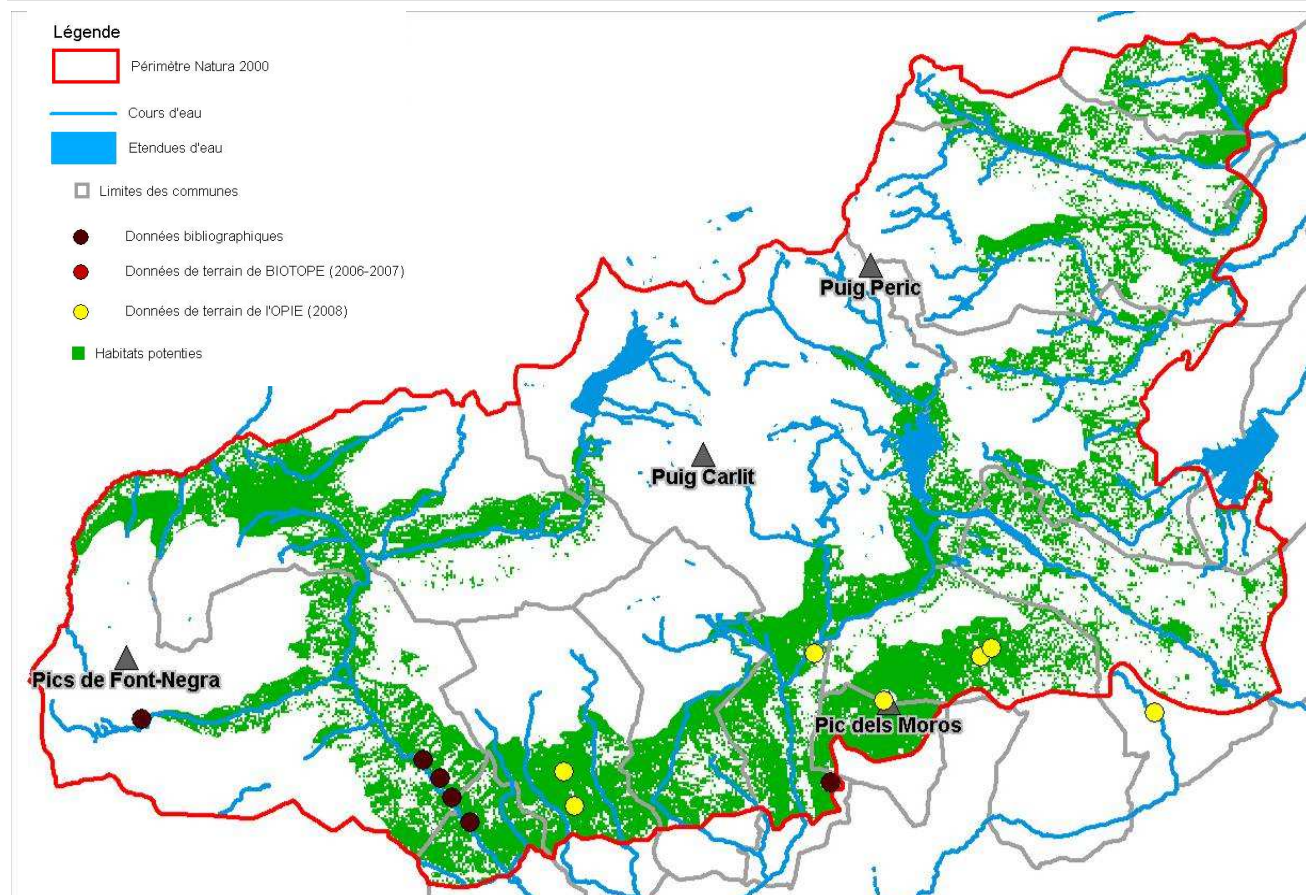 Légende
Périmètre Natura 2000
Cours d'eau
Etendues d'eau
Limites des communes
Données bibliographiques
Données de terrain de BIOTOPE (2006-2007)
Données de terrain de l'OPIE (2008)
Habitats potenties
Puig Peric
Puig Carlit
Pics de Font-Negra
Pic dels Moros